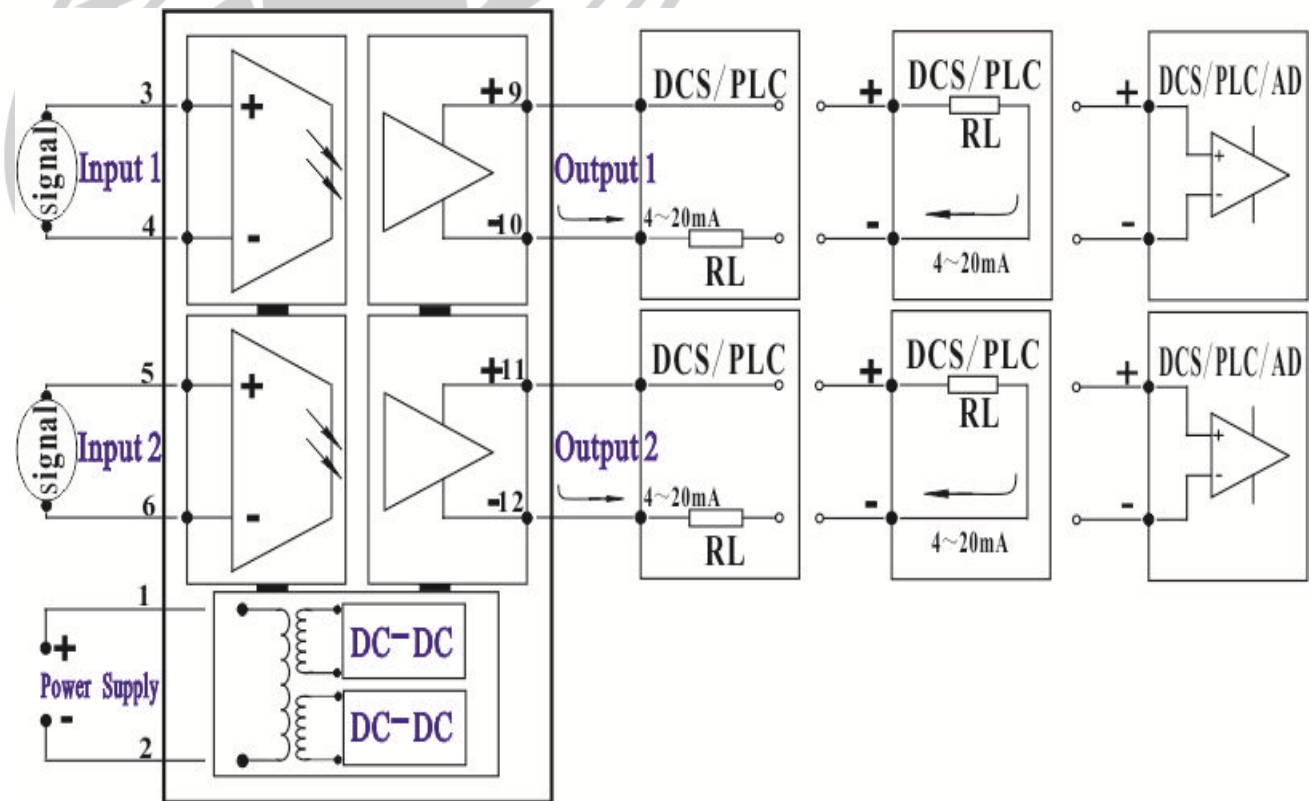 3
+
signal
Input 1
4
-
+ 9
Output 1
- 10
DCS/PLC
4~20mA
RL
+
DCS/PLC
RL
-
4~20mA
+
DCS/PLC/AD
+
-
-
5
+
signal
Input 2
6
-
+ 11
Output 2
- 12
DCS/PLC
4~20mA
RL
+
DCS/PLC
RL
-
4~20mA
+
DCS/PLC/AD
+
-
-
1
+
Power Supply
-
2
DC-DC
DC-DC